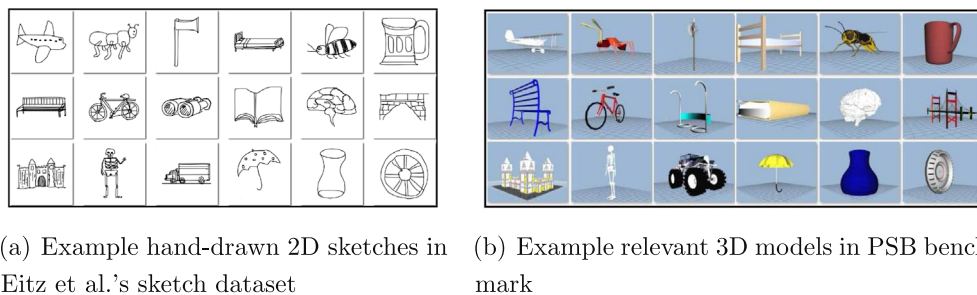 (a) Example hand-drawn 2D sketches in
Eitz et al.'s sketch dataset
(b) Example relevant 3D models in PSB bench
mark